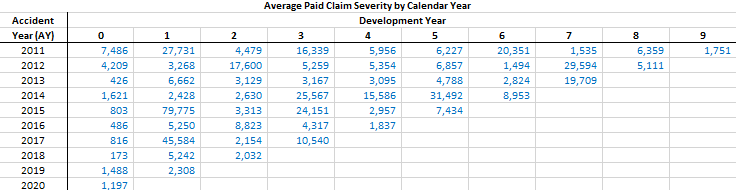 Average Paid Claim Severity by Calendar Year
Accident Development Year
Year (AY) 0 1 2 3 4 5 6 7 8 9
2011 7,486 27,731 4,479 16,339 5,956 6,227 20,351 1,535 6,359 1,751
2012 4,209 3,268 17,600 5,259 5,354 6,857 1,494 29,594 5,111
2013 426 6,662 3,129 3,167 3,095 4,788 2,824 19,709
2014 1,621 2,428 2,630 25,567 15,586 31,492 8,953
2015 803 79,775 3,313 24,151 2,957 7,434
2016 486 5,250 8,823 4,317 1,837
2017 816 45,584 2,154 10,540
2018 173 5,242 2,032
2019 1,488 2,308
2020 1,197